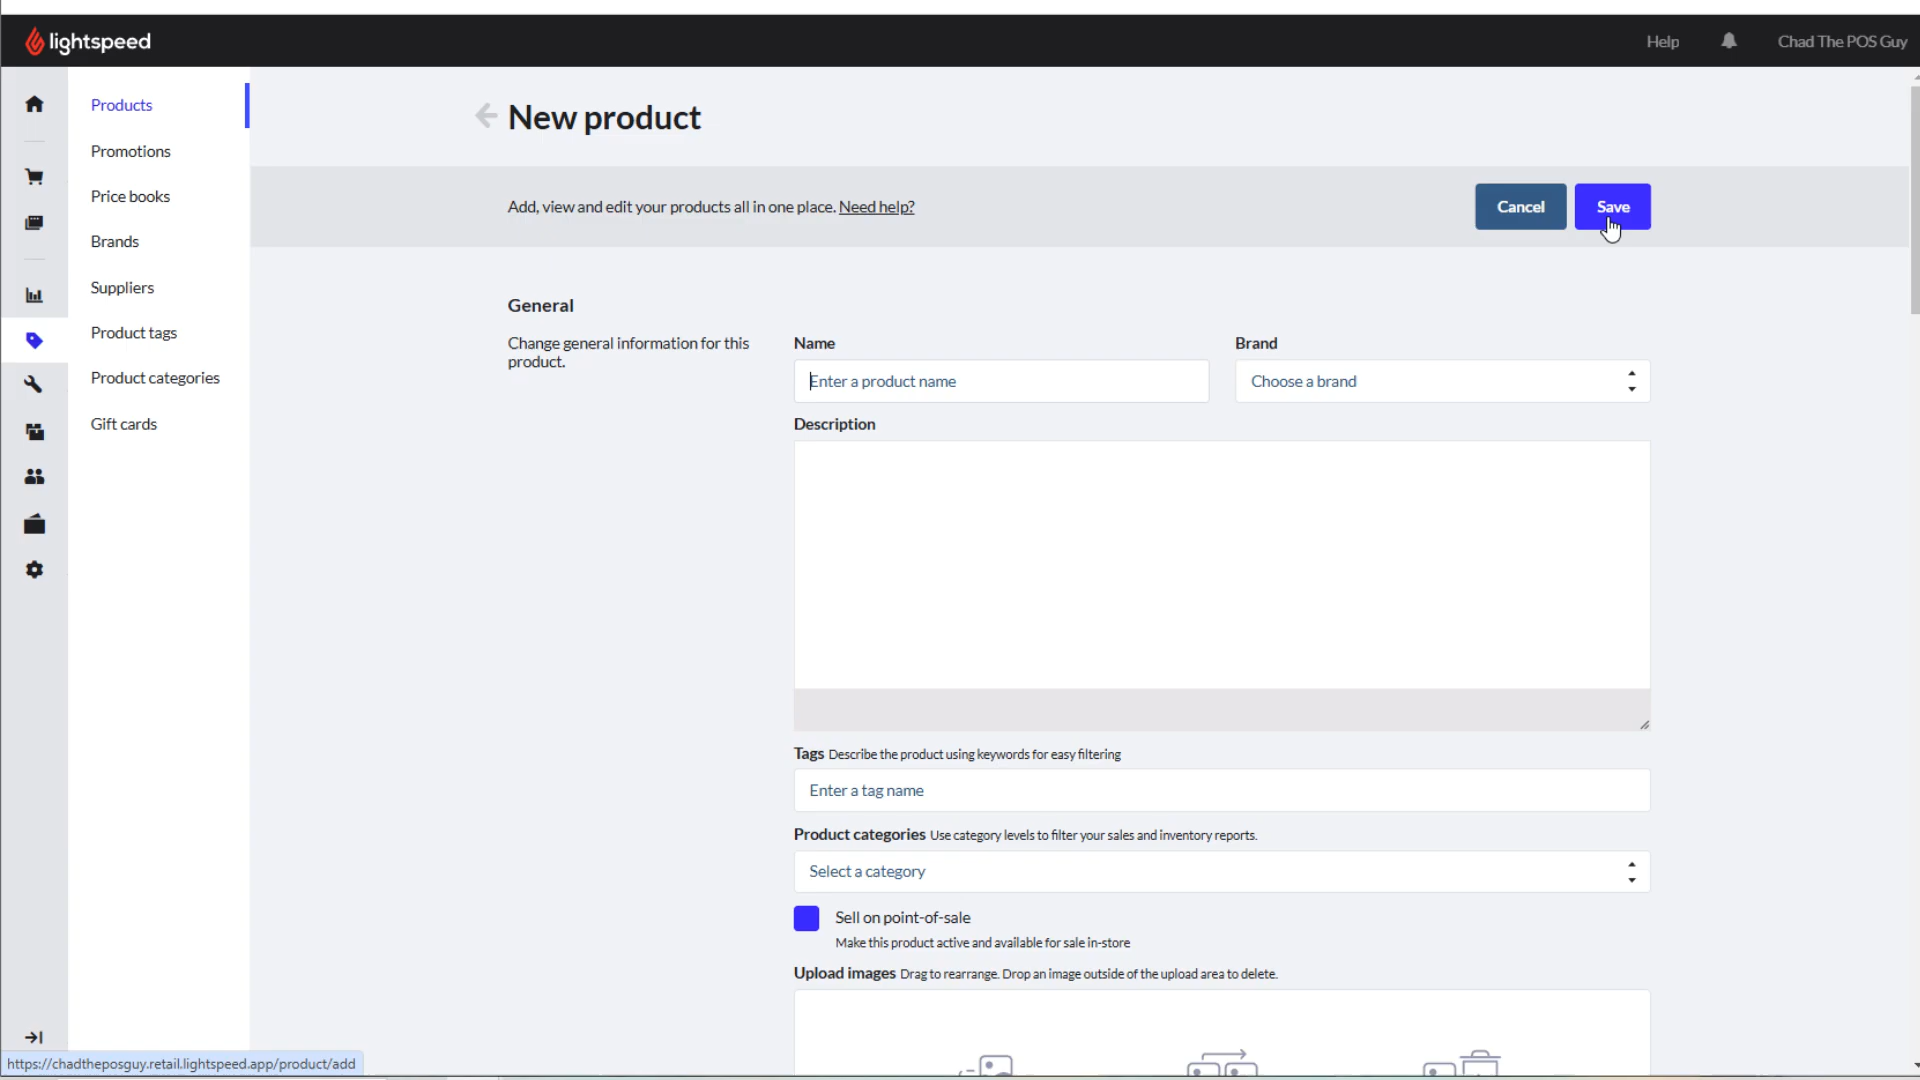 lightspeed
Help
Chad The POS Guy
Products
Promotions
Price books
Brands
Suppliers
Product tags
Product categories
Gift cards
New product
Add, view and edit your products all in one place. Need help?
Cancel
Save
General
Change general information for this
product.
Name
Brand
Enter a product name
Choose a brand
Description
Tags Describe the product using keywords for easy filtering
Enter a tag name
Product categories Use category levels to filter your sales and inventory reports.
Select a category
Sell on point-of-sale
Make this product active and available for sale in-store
Upload images Drag to rearrange. Drop an image outside of the upload area to delete.
https://chadtheposguy.retail.lightspeed.app/product/add